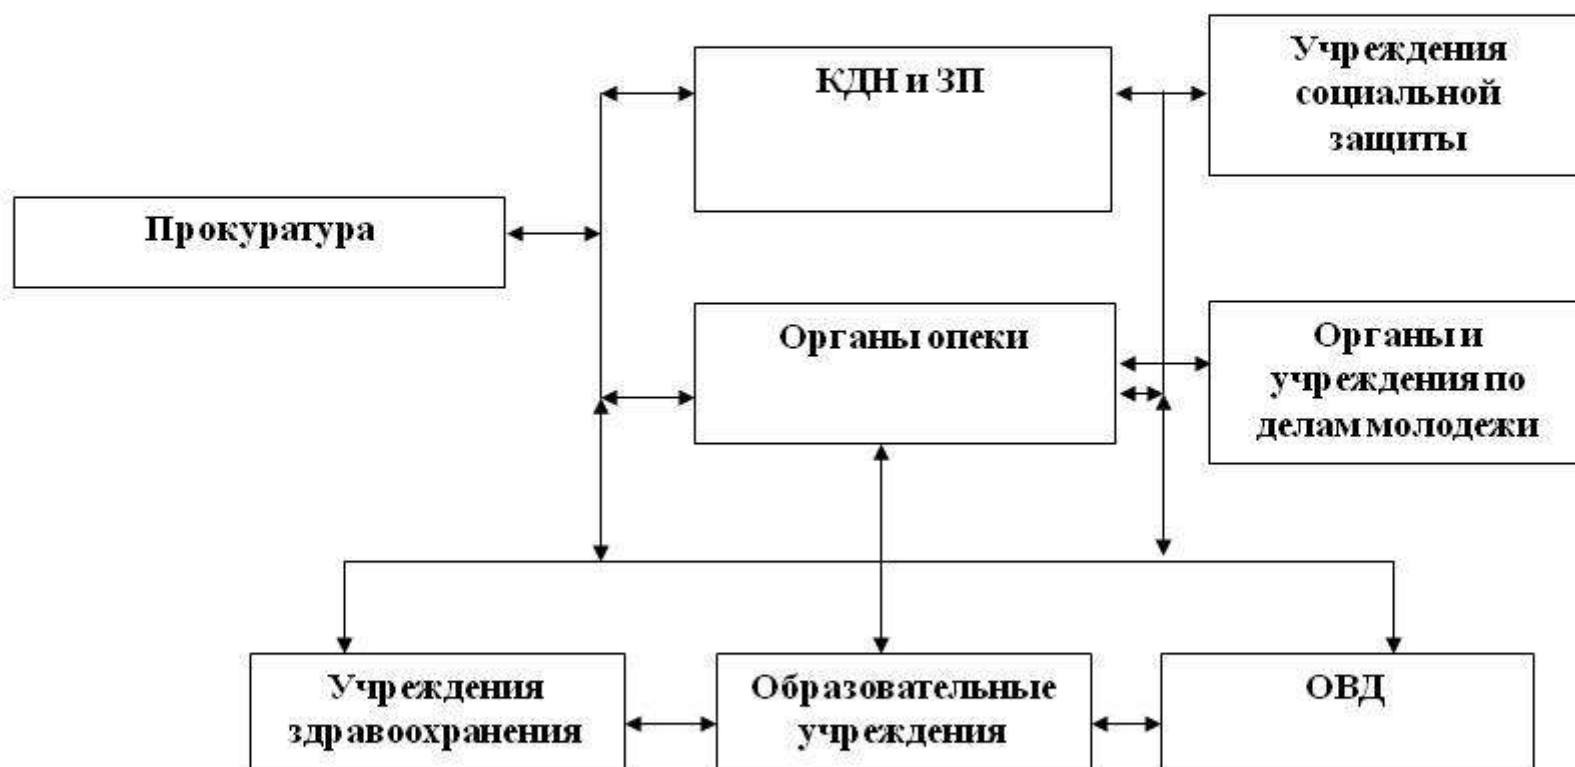 КДН и ЗП
Учреждения
социальной
защиты
Прокуратура
Органы опеки
Органы и
учреждения по
делам молодежи
Учреждения
здравоохранения
Образовательные
учреждения
ОВД